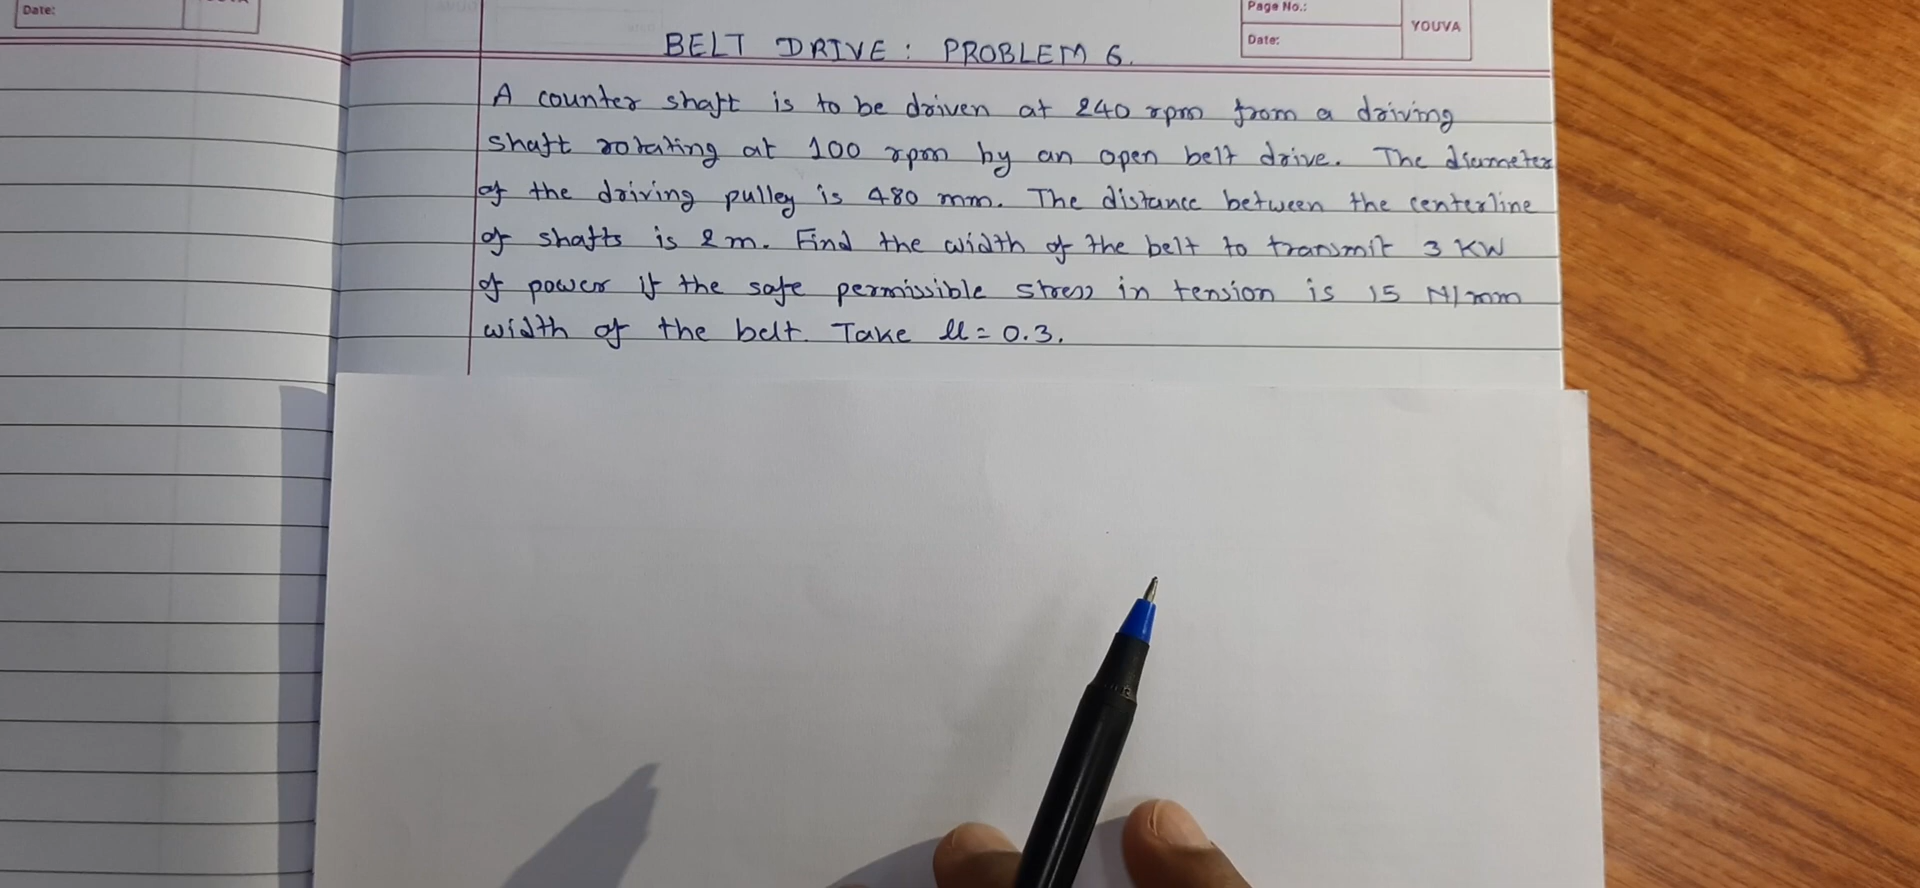 Date:
Page No.:
Date:
YOUVA
BELT DRIVE : PROBLEM 6.
A counter shaft is to be driven at 240 rpm from a driving
shaft rotating at 100 rpm by an open belt drive. The diameter
of the driving pulley is 480 mm. The distance between the centerline
of shafts is 2 m. Find the width of the belt to transmit 3 KW
of power if the safe permissible stress in tension is 15 N/mm
width of the belt. Take μ = 0.3.